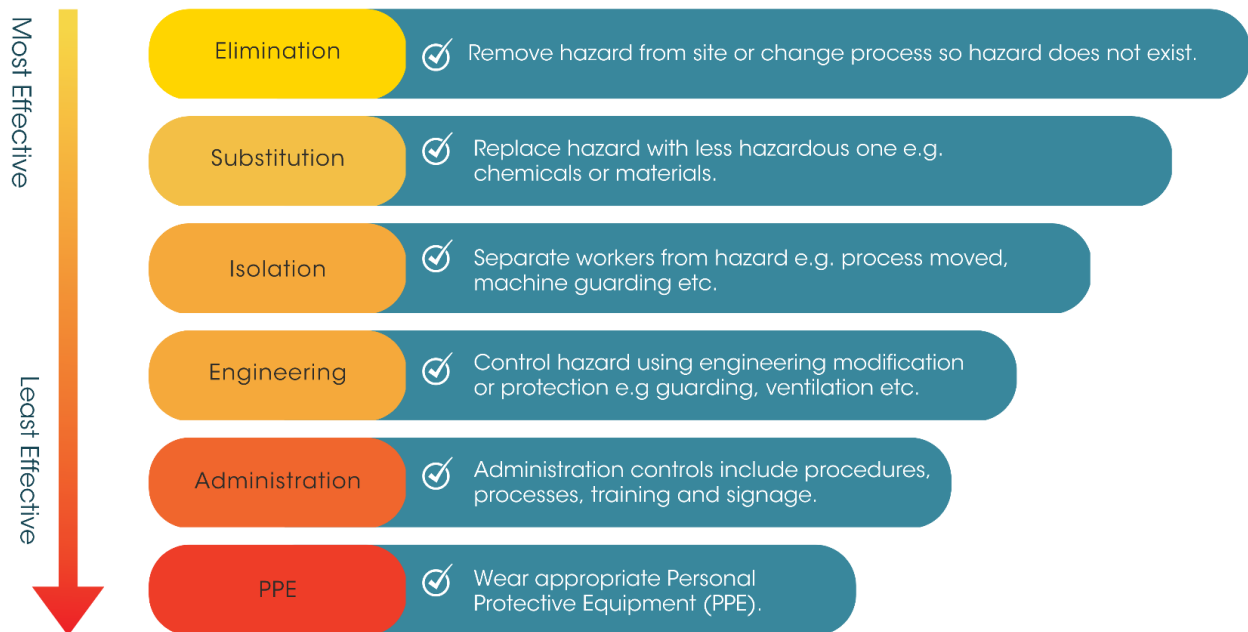 Most Effective
Least Effective
Elimination
Remove hazard from site or change process so hazard does not exist.
Substitution
Replace hazard with less hazardous one e.g.
chemicals or materials.
Isolation
Separate workers from hazard e.g. process moved,
machine guarding etc.
Engineering
Control hazard using engineering modification
or protection e.g guarding, ventilation etc.
Administration
Administration controls include procedures,
processes, training and signage.
PPE
Wear appropriate Personal
Protective Equipment (PPE).